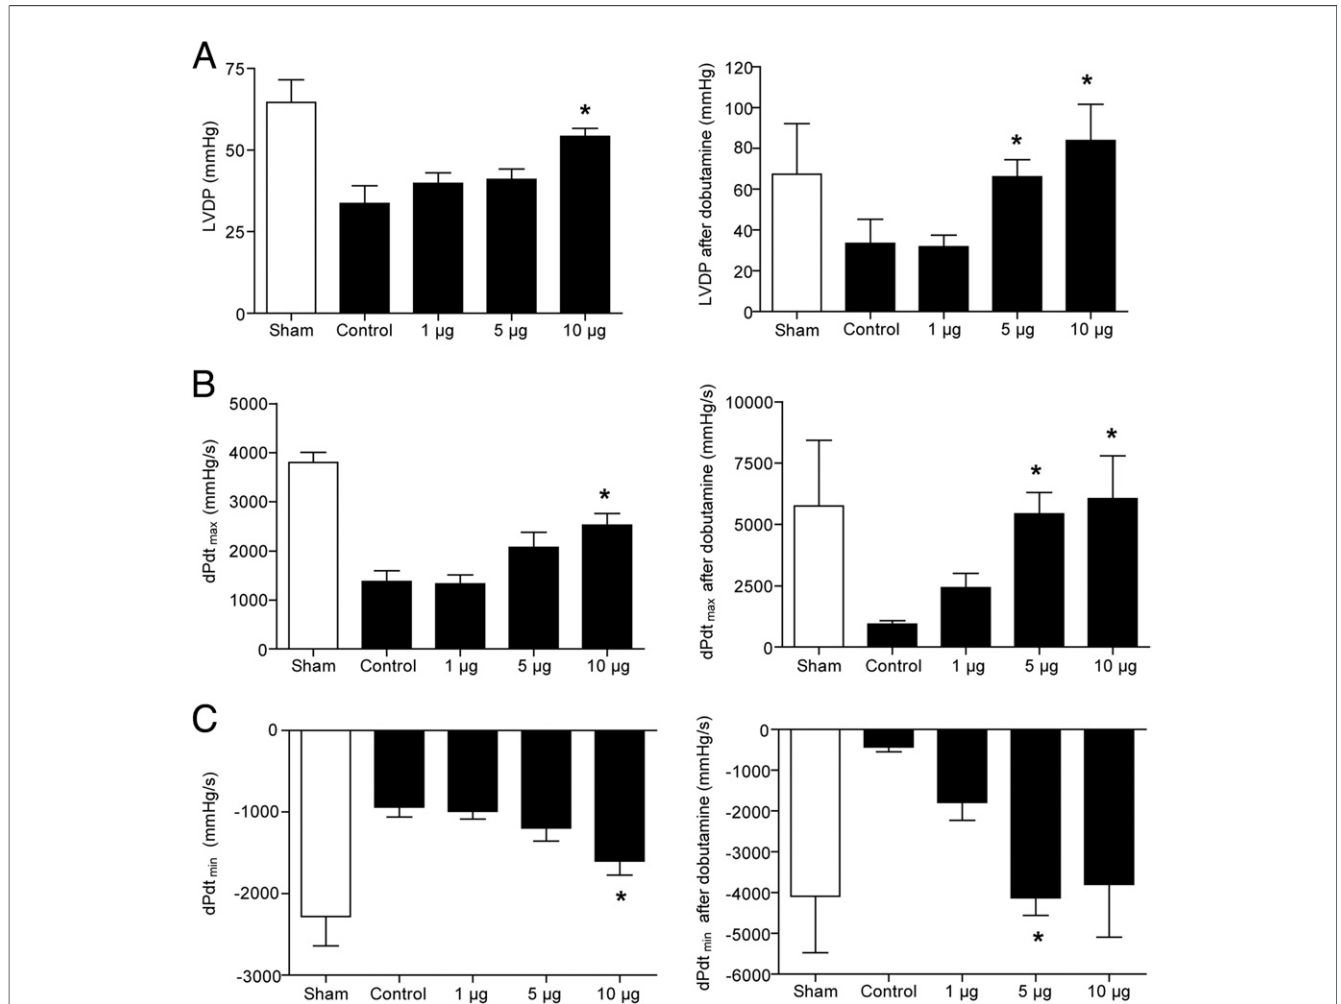 A
LVDP (mmHg)
75
50
25
0
*
Sham Control 1 µg 5 µg 10 µg
LVDP after dobutamine (mmHg)
120
100
80
60
40
20
0
* *
Sham Control 1 µg 5 µg 10 µg
B
dPdt max (mmHg/s)
5000
4000
3000
2000
1000
0
*
Sham Control 1 µg 5 µg 10 µg
dPdt max after dobutamine (mmHg/s)
10000
7500
5000
2500
0
* *
Sham Control 1 µg 5 µg 10 µg
C
dPdt min (mmHg/s)
0
-1000
-2000
-3000
*
Sham Control 1 µg 5 µg 10 µg
dPdt min after dobutamine (mmHg/s)
0
-1000
-2000
-3000
-4000
-5000
-6000
*
Sham Control 1 µg 5 µg 10 µg